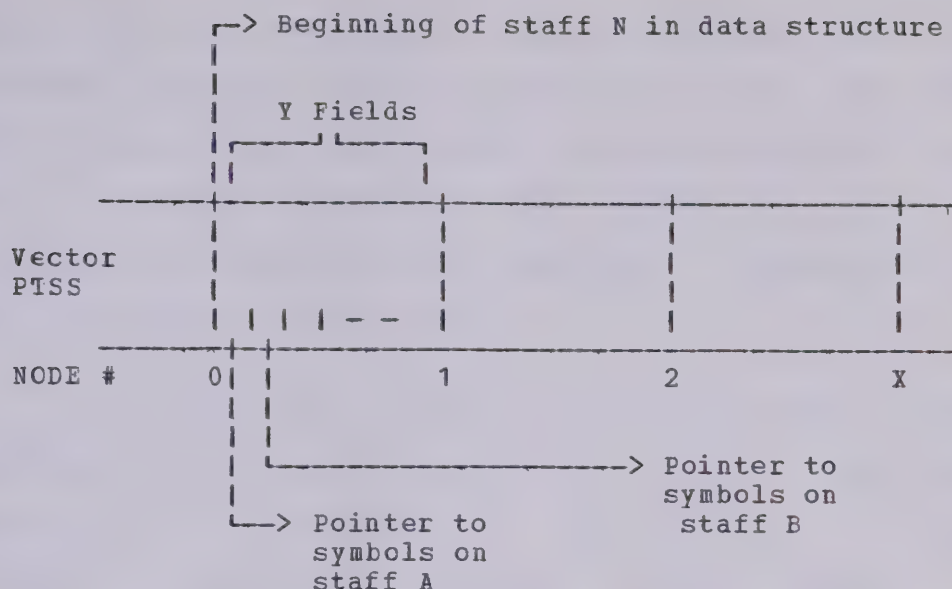 > Beginning of staff N in data structure
Y Fields
Vector
PTSS
NODE # 0 1 2 X
> Pointer to
symbols on
staff B
> Pointer to
symbols on
staff A